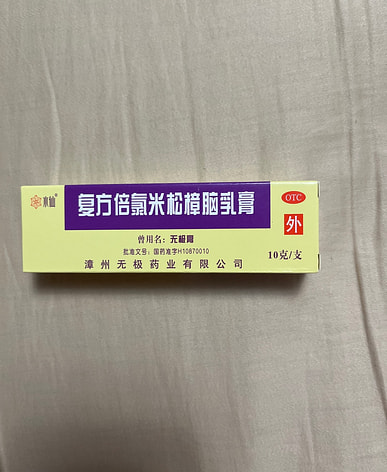 水仙®
复方倍氯米松樟脑乳膏
OTC
外
曾用名：无极膏
批准文号：国药准字H10870010
漳州无极药业有限公司
10克/支